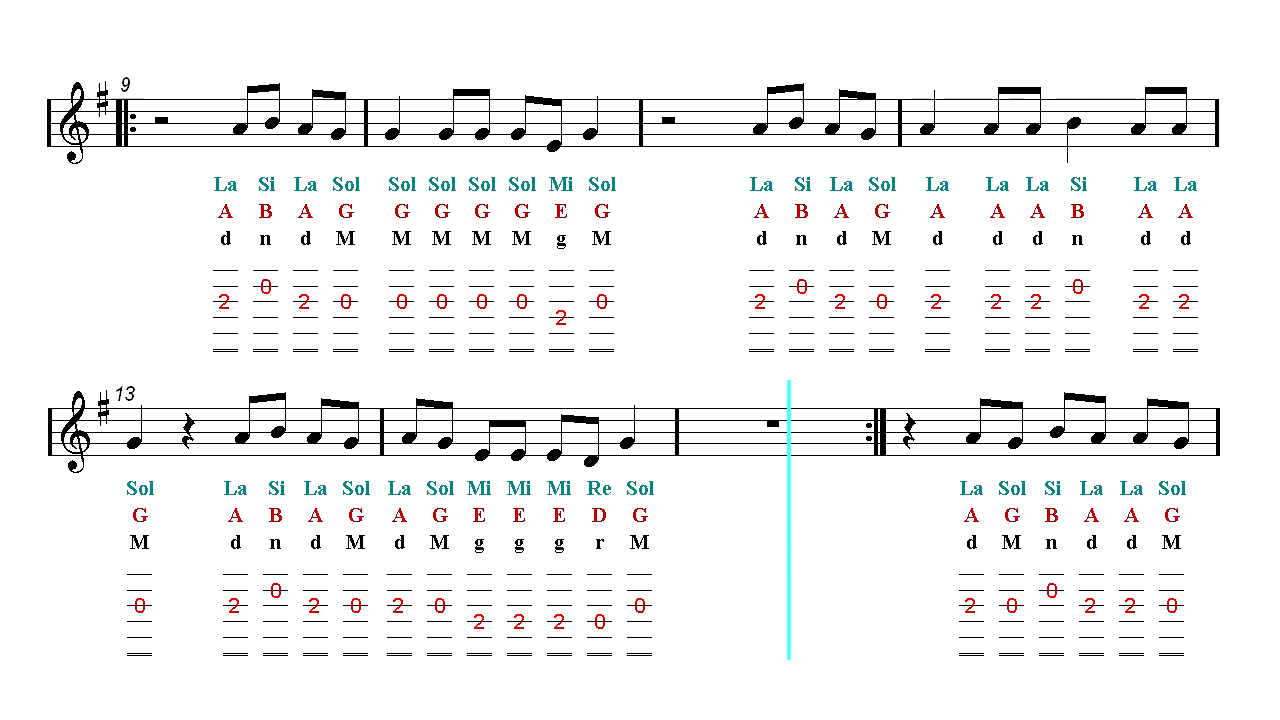 9
La Si La Sol Sol Sol Sol Sol Mi Sol La Si La Sol La La La Si La La
A B A G G G G G E G A B A G A A A B A A
d n d M M M M M g M d n d M d d d n d d
0 0 0
2 2 0 0 0 0 0 0 2 2 0 2 2 2 2 2
2
13
Sol La Si La Sol La Sol Mi Mi Mi Re Sol La Sol Si La La Sol
G A B A G A G E E E D G A G B A A G
M d n d M d M g g g r M d M n d d M
0 0
0 2 2 0 2 0 0 2 0 2 2 0
2 2 2 0